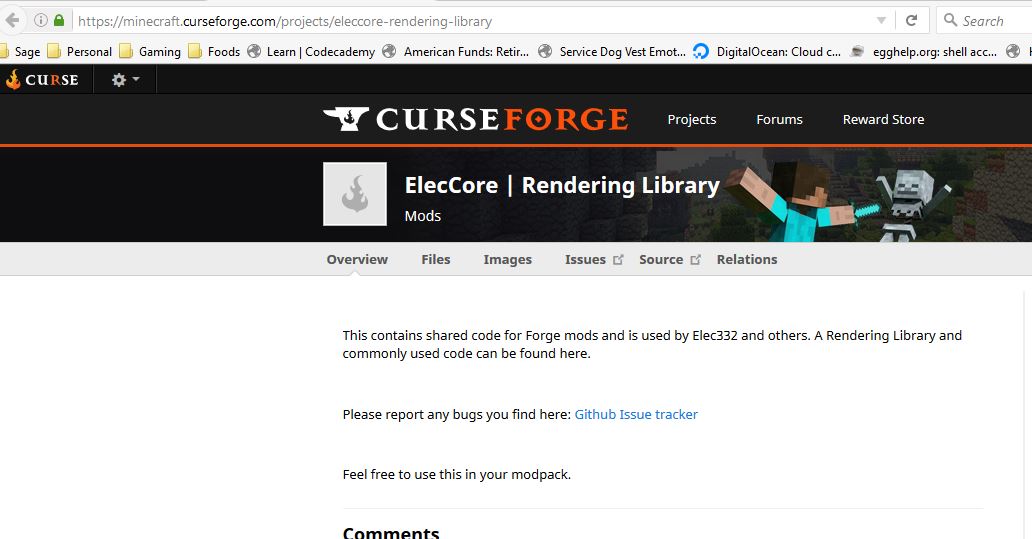 https://minecraft.curseforge.com/projects/eleccore-rendering-library
Search
Sage Personal Gaming Foods Learn | Codecademy American Funds: Retir... Service Dog Vest Emot... DigitalOcean: Cloud c... egghelp.org: shell acc...
CURSE
CURSEFORGE Projects Forums Reward Store
ElecCore | Rendering Library
Mods
Overview Files Images Issues Source Relations
This contains shared code for Forge mods and is used by Elec332 and others. A Rendering Library and
commonly used code can be found here.
Please report any bugs you find here: Github Issue tracker
Feel free to use this in your modpack.
Comments